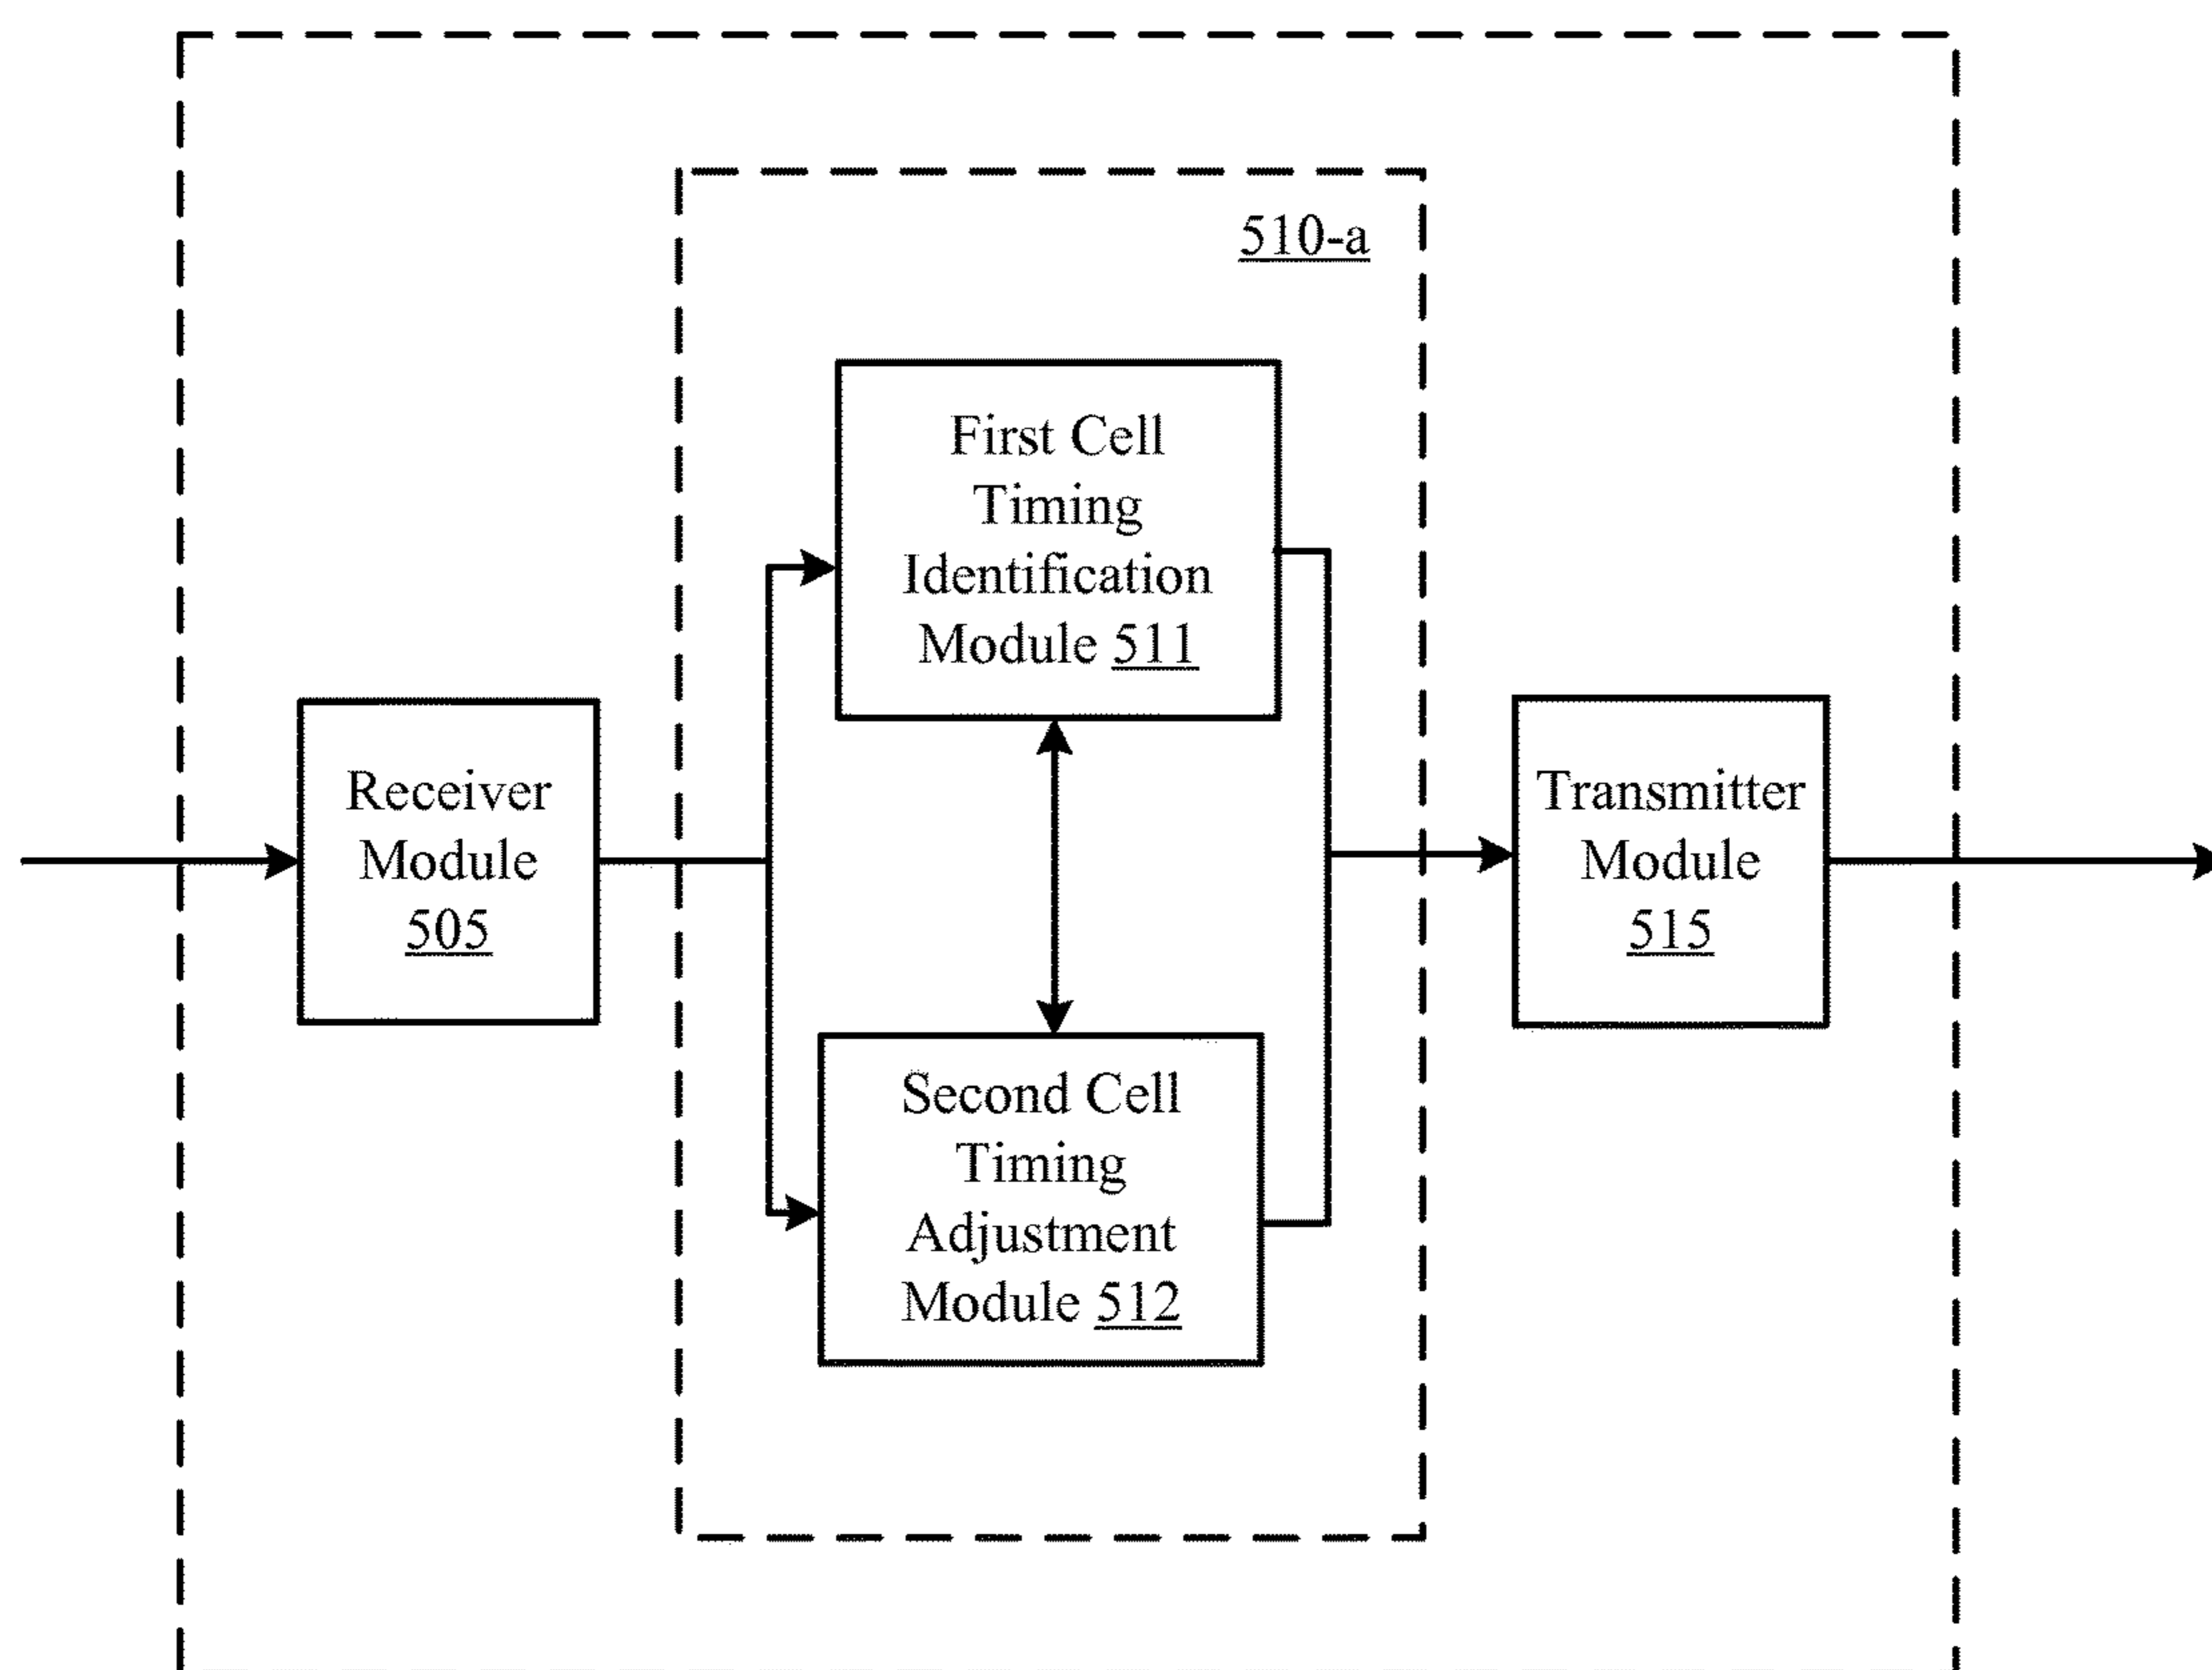 510-a
First Cell
Timing
Identification
Module 511
Receiver
Module
505
Transmitter
Module
515
Second Cell
Timing
Adjustment
Module 512